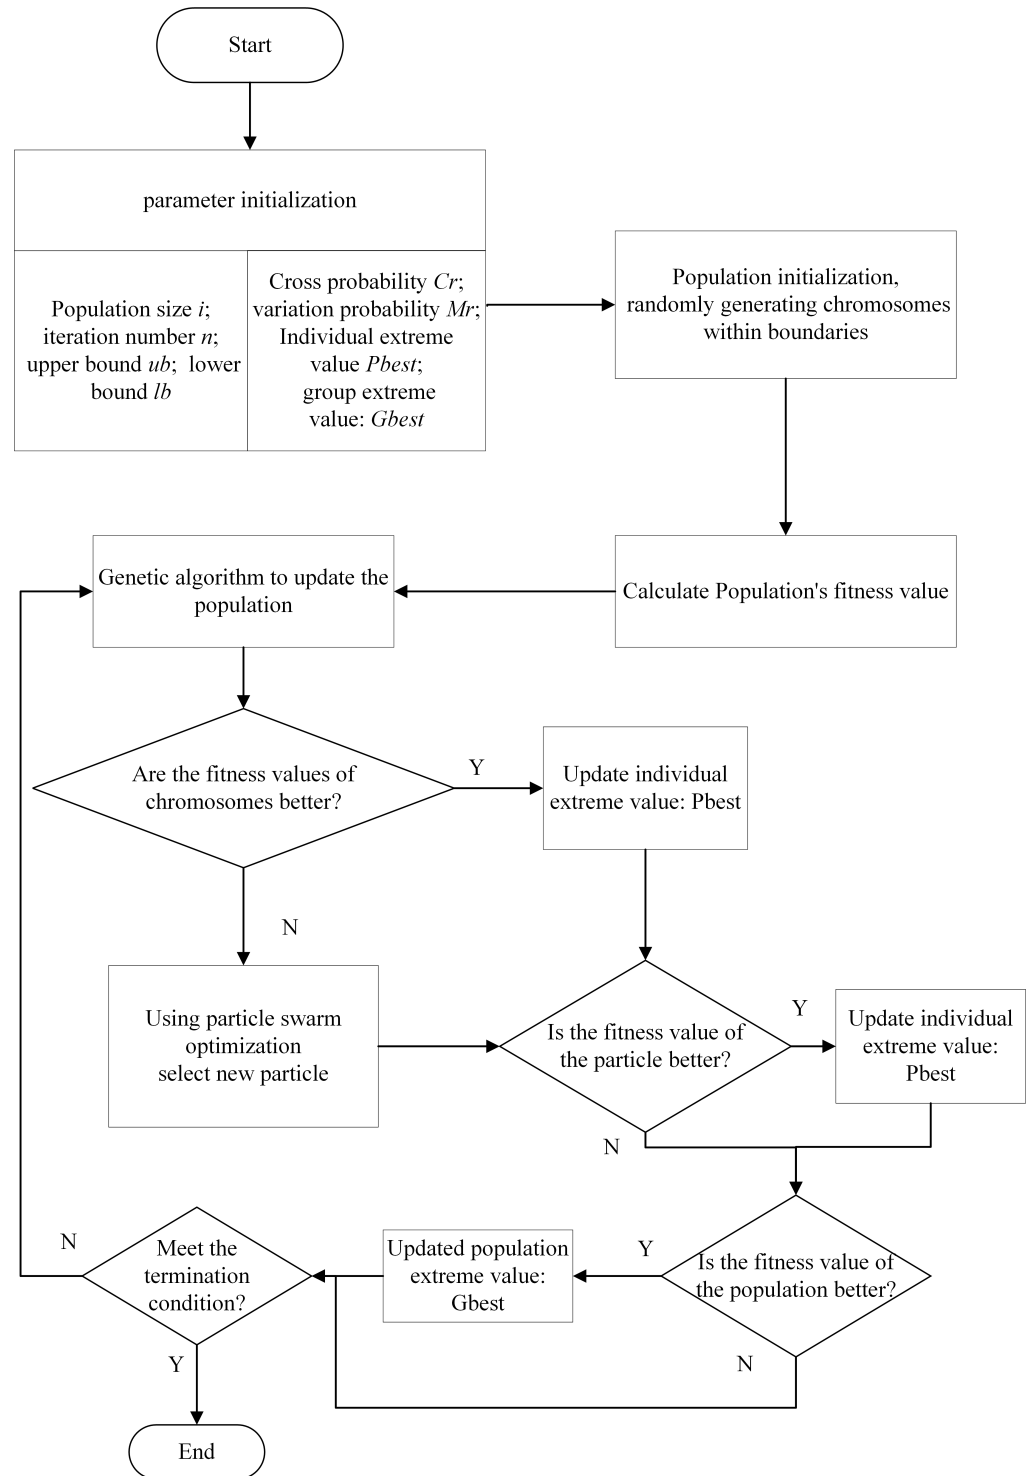 Start
parameter initialization
Population size i;
iteration number n;
upper bound ub; lower
bound lb
Cross probability Cr;
variation probability Mr;
Individual extreme
value Pbest;
group extreme
value: Gbest
Population initialization,
randomly generating chromosomes
within boundaries
Calculate Population's fitness value
Genetic algorithm to update the
population
Are the fitness values of
chromosomes better?
Y
Update individual
extreme value: Pbest
N
Using particle swarm
optimization
select new particle
Is the fitness value of
the particle better?
Y
Update individual
extreme value:
Pbest
N
Is the fitness value of
the population better?
Y
Updated population
extreme value:
Gbest
N
Meet the
termination
condition?
N
Y
End